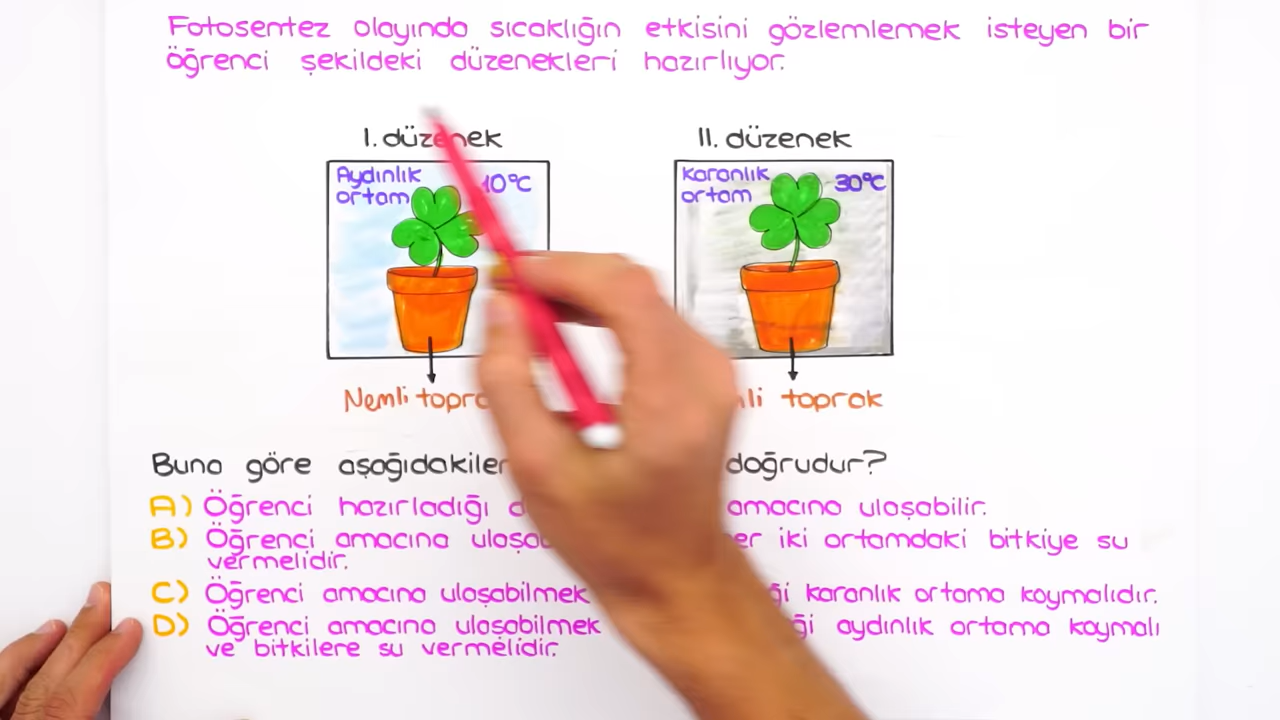 Fotosentez olayında sıcaklığın etkisini gözlemlemek isteyen bir
öğrenci şekildeki düzenekleri hazırlıyor.
I. düzenek
II. düzenek
Aydınlık
ortam
10°C
Karanlık
ortam
30°C
Nemli
toprak
Buna göre aşağıdakiler doğrudur?
A) Öğrenci hazırladığı amacına ulaşabilir.
B) Öğrenci amacına iki ortamdaki bitkiye su
vermelidir.
C) Öğrenci amacına ulaşabilmek karanlık ortama koymalıdır.
D) Öğrenci amacına ulaşabilmek aydınlık ortama koymalı
ve bitkilere su vermelidir.